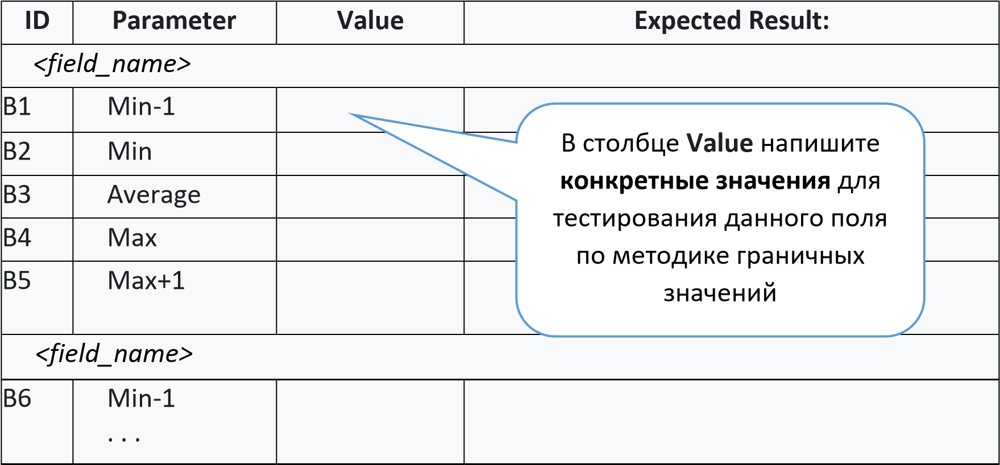 ID Parameter Value Expected Result:
<field_name>
B1 Min-1
B2 Min
B3 Average
B4 Max
B5 Max+1
В столбце Value напишите
конкретные значения для
тестирования данного поля
по методике граничных
значений
<field_name>
B6 Min-1
. . .